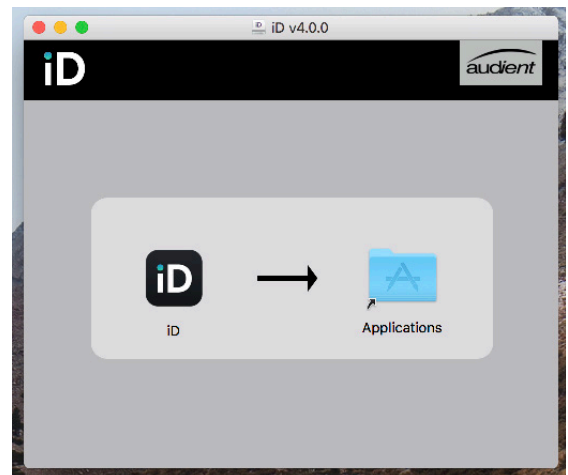 iD v4.0.0
iD
audient
iD
iD
Applications